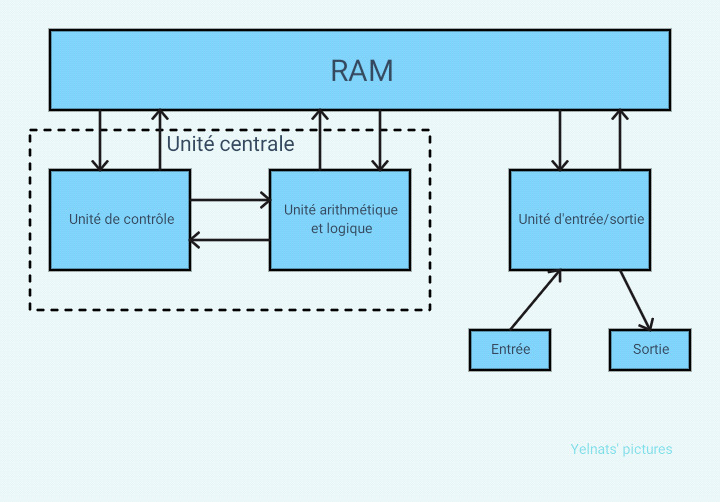 RAM
Unité centrale
Unité de contrôle
Unité arithmétique
et logique
Unité d'entrée/sortie
Entrée
Sortie
Yelnats' pictures